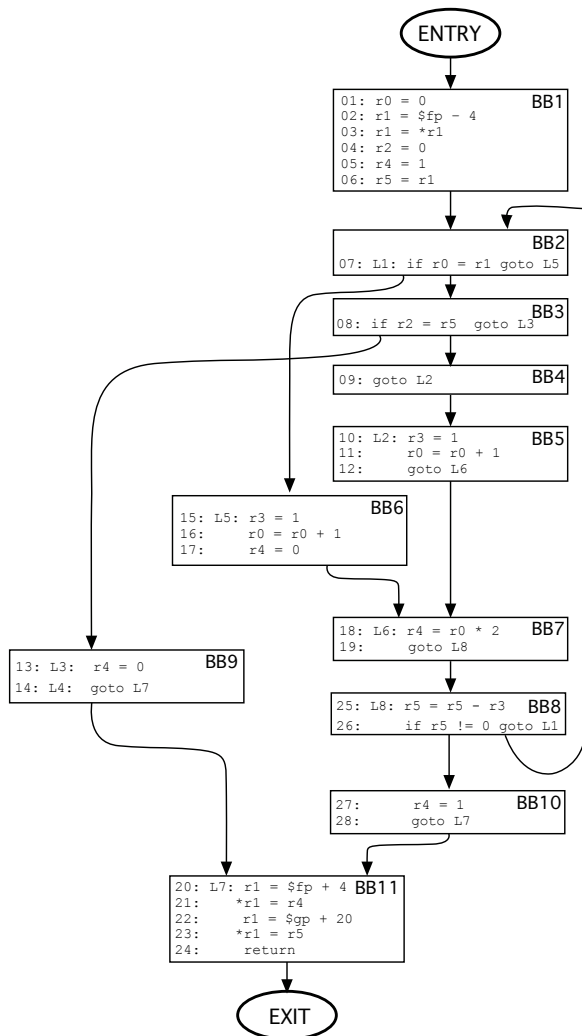 ENTRY
BB1
01: r0 = 0
02: r1 = $fp - 4
03: r1 = *r1
04: r2 = 0
05: r4 = 1
06: r5 = r1
BB2
07: L1: if r0 = r1 goto L5
BB3
08: if r2 = r5  goto L3
BB4
09: goto L2
BB5
10: L2: r3 = 1
11:     r0 = r0 + 1
12:     goto L6
BB6
15: L5: r3 = 1
16:     r0 = r0 + 1
17:     r4 = 0
BB7
18: L6: r4 = r0 * 2
19:     goto L8
BB9
13: L3:  r4 = 0
14: L4:  goto L7
BB8
25: L8: r5 = r5 - r3
26:     if r5 != 0 goto L1
BB10
27:     r4 = 1
28:     goto L7
BB11
20: L7: r1 = $fp + 4
21:    *r1 = r4
22:     r1 = $gp + 20
23:    *r1 = r5
24:     return
EXIT